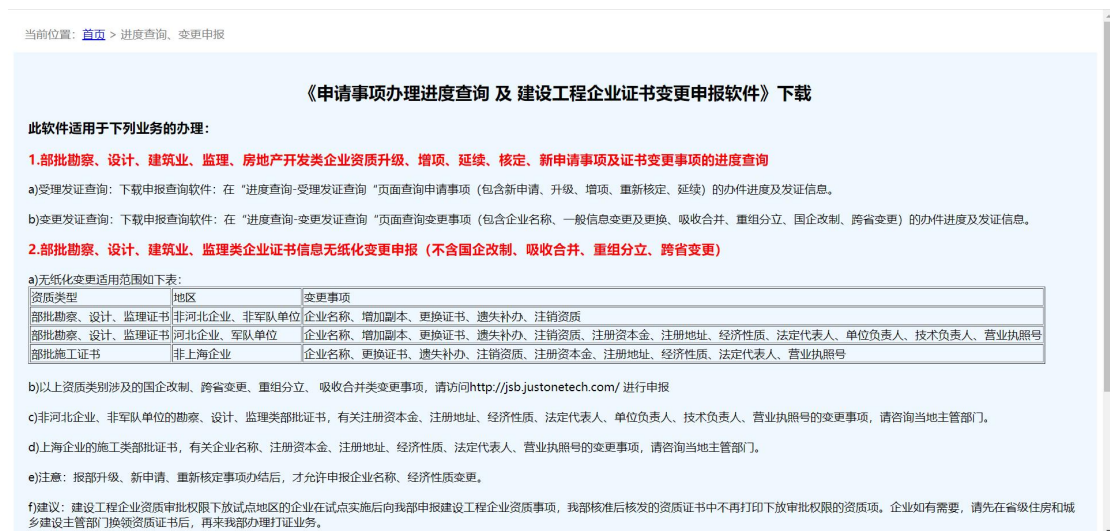 当前位置：首页 > 进度查询、变更申报
《申请事项办理进度查询 及 建设工程企业证书变更申报软件》下载
此软件适用于下列业务的办理：
1.部批勘察、设计、建筑业、监理、房地产开发类企业资质升级、增项、延续、核定、新申请事项及证书变更事项的进度查询
a)受理发证查询：下载申报查询软件：在“进度查询-受理发证查询“页面查询申请事项（包含新申请、升级、增项、重新核定、延续）的办件进度及发证信息。
b)变更发证查询：下载申报查询软件：在“进度查询-变更发证查询“页面查询变更事项（包含企业名称、一般信息变更及更换、吸收合并、重组分立、国企改制、跨省变更）的办件进度及发证信息。
2.部批勘察、设计、建筑业、监理类企业证书信息无纸化变更申报（不含国企改制、吸收合并、重组分立、跨省变更）
a)无纸化变更适用范围如下表：
资质类型 地区 变更事项
部批勘察、设计、监理证书 非河北企业、非军队单位 企业名称、增加副本、更换证书、遗失补办、注销资质
部批勘察、设计、监理证书 河北企业、军队单位 企业名称、增加副本、更换证书、遗失补办、注销资质、注册资本金、注册地址、经济性质、法定代表人、单位负责人、技术负责人、营业执照号
部批施工证书 非上海企业 企业名称、更换证书、遗失补办、注销资质、注册资本金、注册地址、经济性质、法定代表人、营业执照号
b)以上资质类别涉及的国企改制、跨省变更、重组分立、 吸收合并类变更事项，请访问http://jsb.justonetech.com/ 进行申报
c)非河北企业、非军队单位的勘察、设计、监理类部批证书，有关注册资本金、注册地址、经济性质、法定代表人、单位负责人、技术负责人、营业执照号的变更事项，请咨询当地主管部门。
d)上海企业的施工类部批证书，有关企业名称、注册资本金、注册地址、经济性质、法定代表人、营业执照号的变更事项，请咨询当地主管部门。
e)注意：报部升级、新申请、重新核定事项办结后，才允许申报企业名称、经济性质变更。
f)建议：建设工程企业资质审批权限下放试点地区的企业在试点实施后向我部申报建设工程企业资质事项，我部核准后核发的资质证书中不再打印下放审批权限的资质项。企业如有需要，请先在省级住房和城
乡建设主管部门换领资质证书后，再来我部办理打证业务。